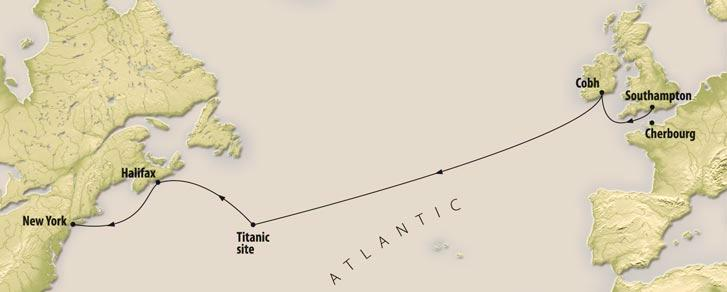 Cobh
Southampton
Cherbourg
Halifax
New York
Titanic
site
ATLANTIC